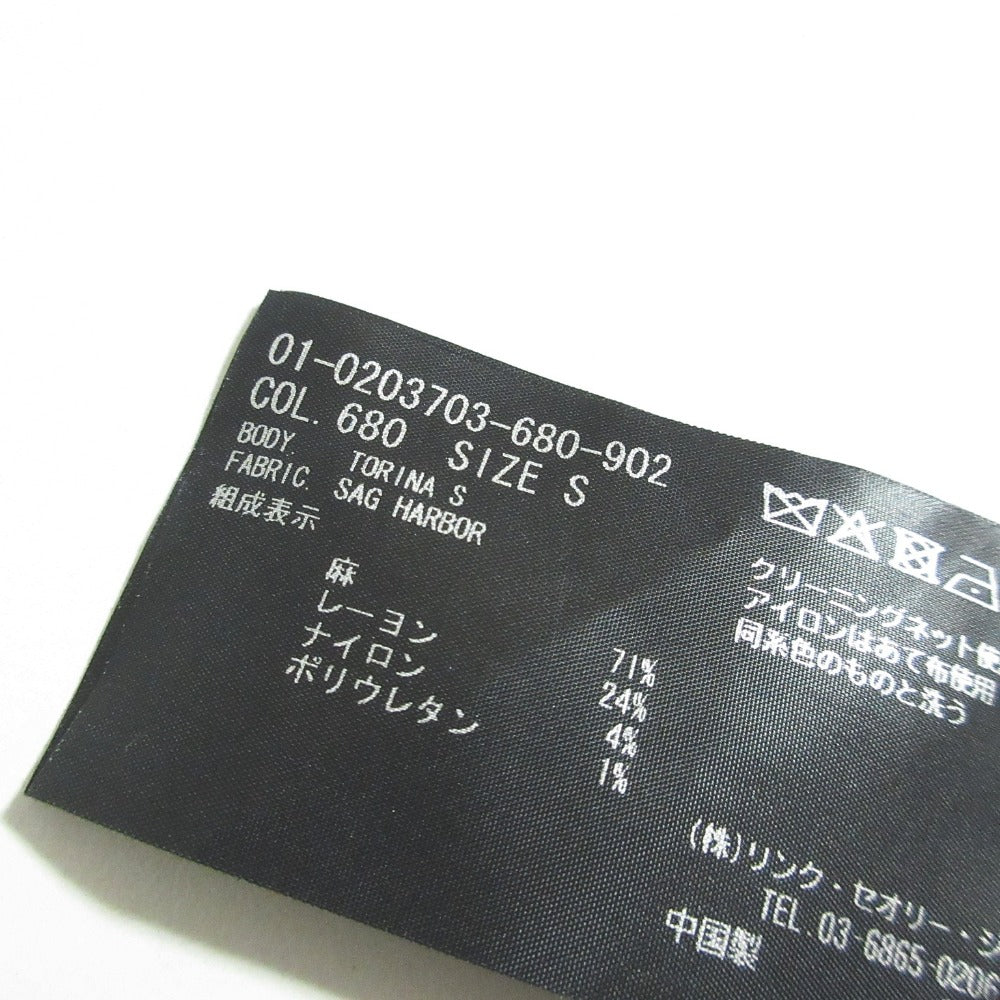 01-0203703-680-902
COL. 680 SIZE S
BODY. TORINA S
FABRIC. SAG HARBOR
組成表示
麻 71%
レーヨン 24%
ナイロン 4%
ポリウレタン 1%
クリーニングネット使
アイロンはあて布使用
同系色のものと洗う
(株)リンク・セオリー・ジ
TEL.03-6865-020
中国製